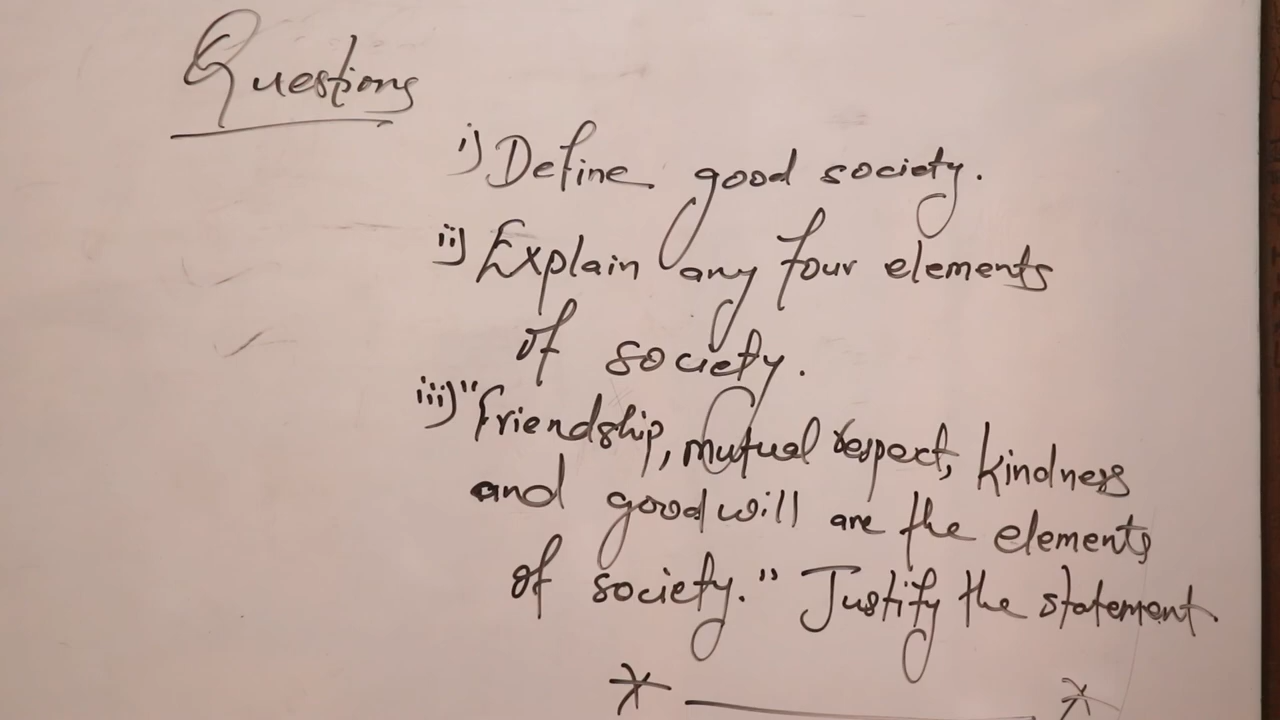 Questions
i) Define good society.
ii) Explain any four elements
of society.
iii) "Friendship, mutual respect, kindness
and goodwill are the elements
of society." Justify the statement.